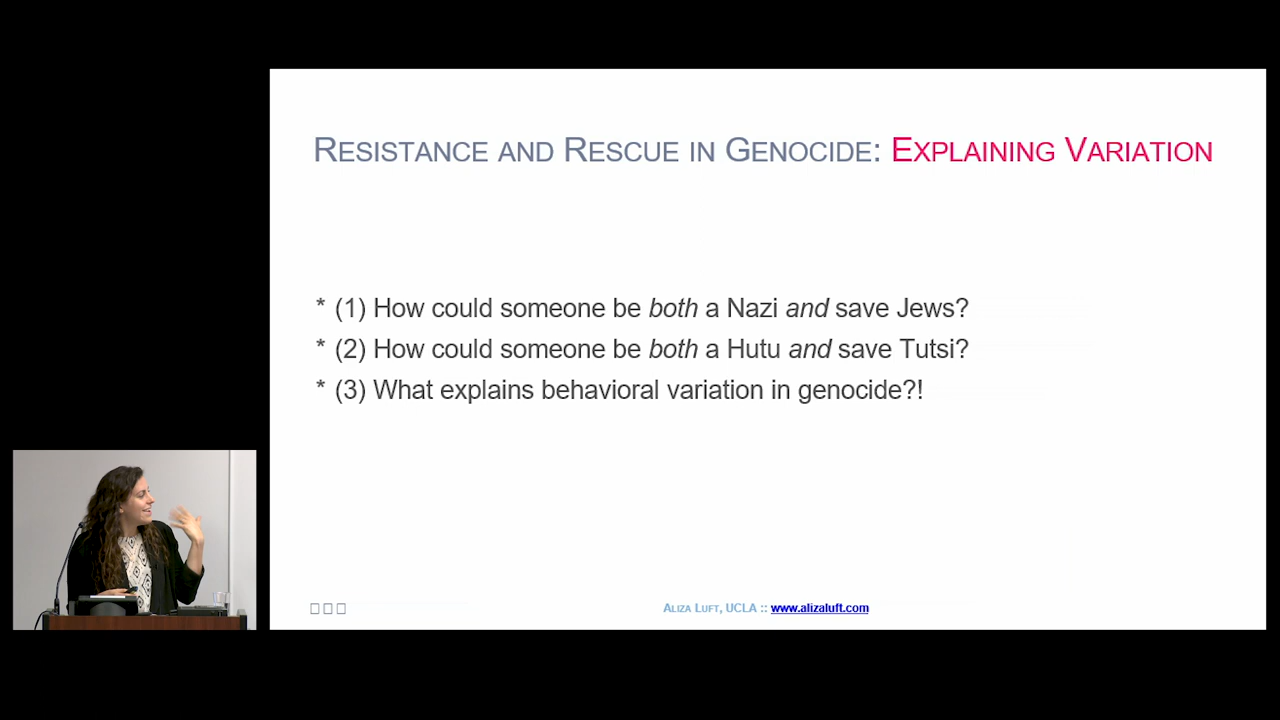 RESISTANCE AND RESCUE IN GENOCIDE: EXPLAINING VARIATION
* (1) How could someone be both a Nazi and save Jews?
* (2) How could someone be both a Hutu and save Tutsi?
* (3) What explains behavioral variation in genocide?!
ALIZA LUFT, UCLA :: www.alizaluft.com